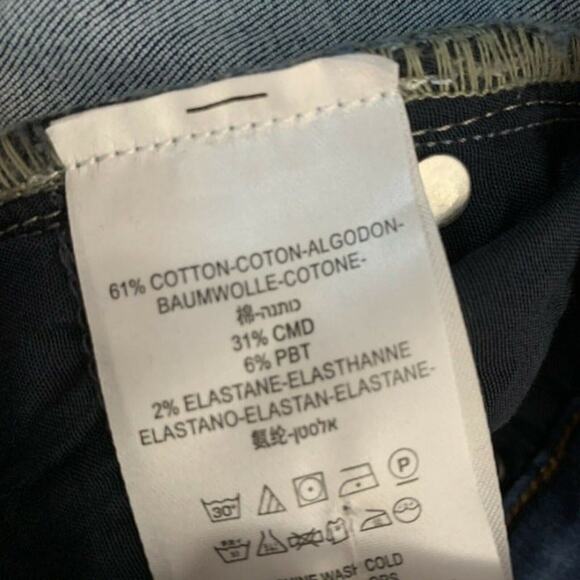 61% COTTON-COTON-ALGODON-
BAUMWOLLE-COTONE-
棉-כותנה
31% CMD
6% PBT
2% ELASTANE-ELASTHANNE
ELASTANO-ELASTAN-ELASTANE-
氨纶-אלסטן
30°
P
30
WASH COLD